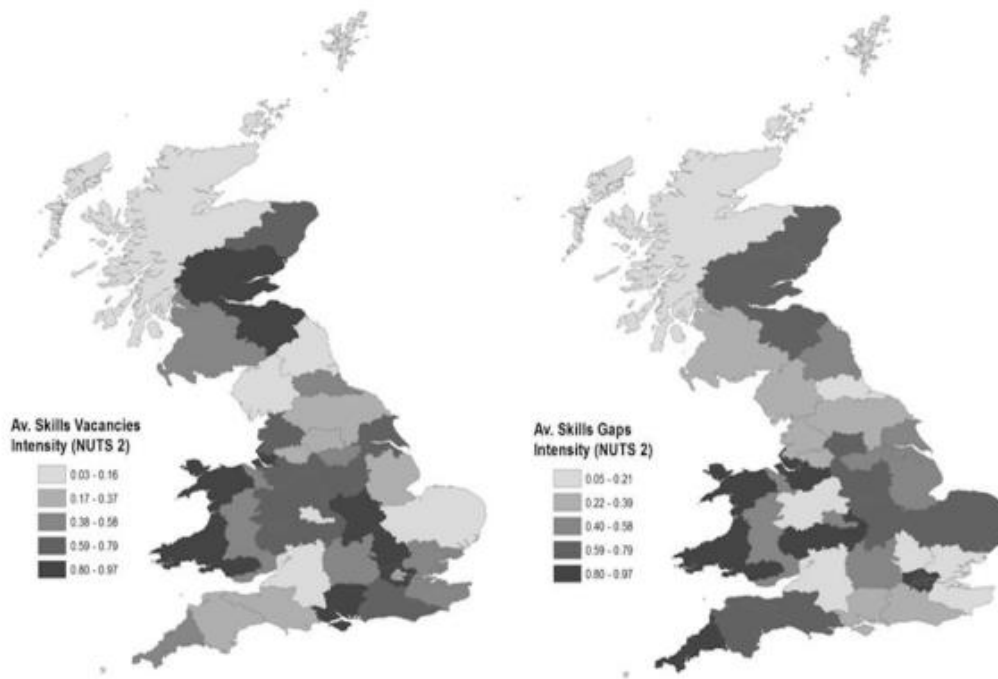 Av. Skills Vacancies
Intensity (NUTS 2)
0.03 - 0.16
0.17 - 0.37
0.38 - 0.58
0.59 - 0.79
0.80 - 0.97
Av. Skills Gaps
Intensity (NUTS 2)
0.05 - 0.21
0.22 - 0.39
0.40 - 0.58
0.59 - 0.79
0.80 - 0.97